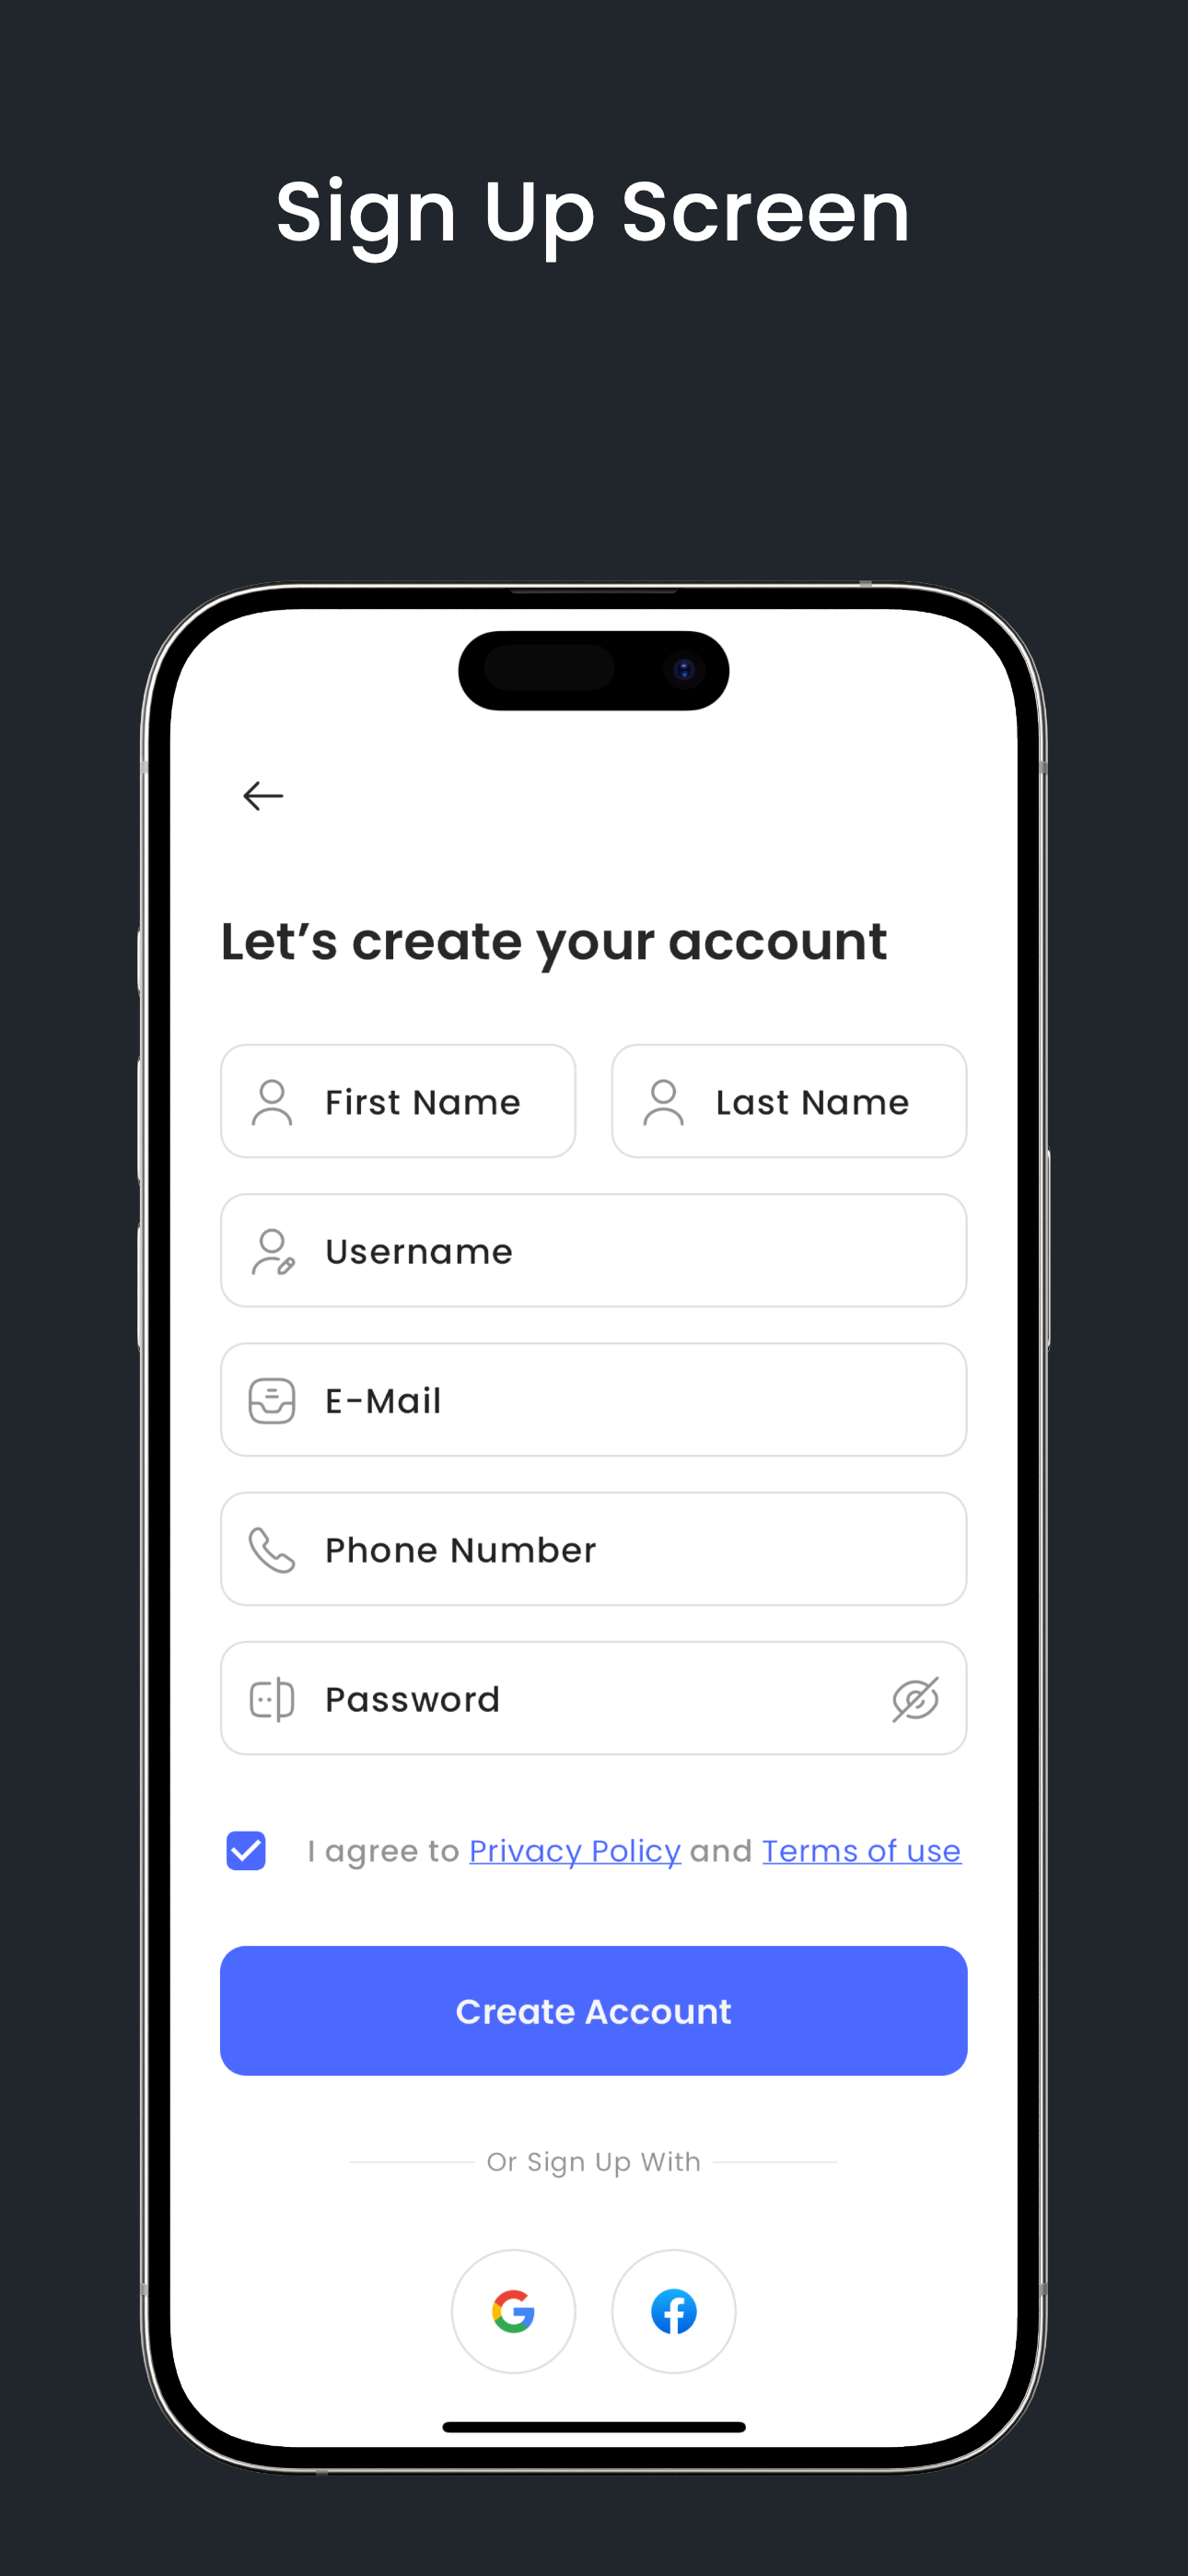 Sign Up Screen
Let’s create your account
First Name
Last Name
Username
E-Mail
Phone Number
Password
I agree to Privacy Policy and Terms of use
Create Account
Or Sign Up With